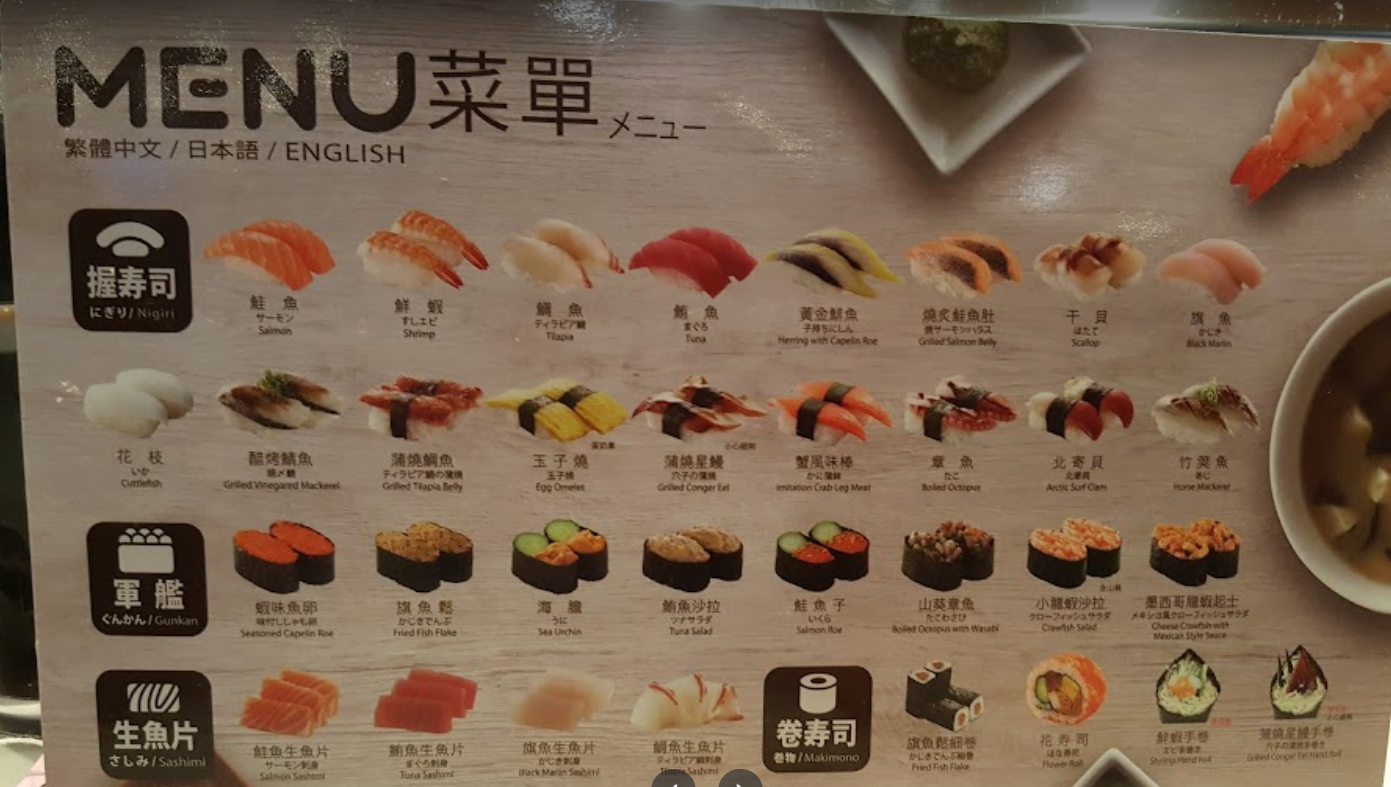 MENU菜單 メニュー
繁體中文 / 日本語 / ENGLISH
握寿司
にぎり / Nigiri
鮭魚
サーモン
Salmon
鮮蝦
すしエビ
Shrimp
鯛魚
ティラピア鯛
Tilapia
鮪魚
まぐろ
Tuna
黃金鯡魚
子持ちにしん
Herring with Capelin Roe
燒炙鮭魚肚
焼サーモンハラス
Grilled Salmon Belly
干貝
ほたて
Scallop
旗魚
かじき
Black Marlin
花枝
いか
Cuttlefish
醋烤鯖魚
焼〆鯖
Grilled Vinegared Mackerel
蒲燒鯛魚
ティラピア鯛の蒲焼
Grilled Tilapia Belly
蛋奶素
玉子燒
玉子焼
Egg Omelet
小心細刺
蒲燒星鰻
穴子の蒲焼
Grilled Conger Eel
蟹風味棒
かに蒲鉾
Imitation Crab Leg Meat
章魚
たこ
Boiled Octopus
北寄貝
北寄貝
Arctic Surf Clam
竹筴魚
あじ
Horse Mackerel
軍艦
ぐんかん / Gunkan
蝦味魚卵
味付ししゃも卵
Seasoned Capelin Roe
旗魚鬆
かじきでんぶ
Fried Fish Flake
海膽
うに
Sea Urchin
鮪魚沙拉
ツナサラダ
Tuna Salad
鮭魚子
いくら
Salmon Roe
山葵章魚
たこわさび
Boiled Octopus with Wasabi
小龍蝦沙拉
クローフィッシュサラダ
Crawfish Salad
墨西哥龍蝦起士
メキシコ風クローフィッシュサラダ
Cheese Crawfish with
Mexican Style Sauce
生魚片
さしみ / Sashimi
鮭魚生魚片
サーモン刺身
Salmon Sashimi
鮪魚生魚片
まぐろ刺身
Tuna Sashimi
旗魚生魚片
かじき刺身
Black Marlin Sashimi
鯛魚生魚片
ティラピア鯛刺身
Tilapia Sashimi
卷寿司
巻物 / Makimono
旗魚鬆細卷
かじきでんぶ細巻
Fried Fish Flake
花寿司
はな寿司
Flower Roll
鮮蝦手卷
エビ手巻き
Shrimp Hand Roll
蒲燒星鰻手卷
穴子の蒲焼手巻き
Grilled Conger Eel Hand Roll